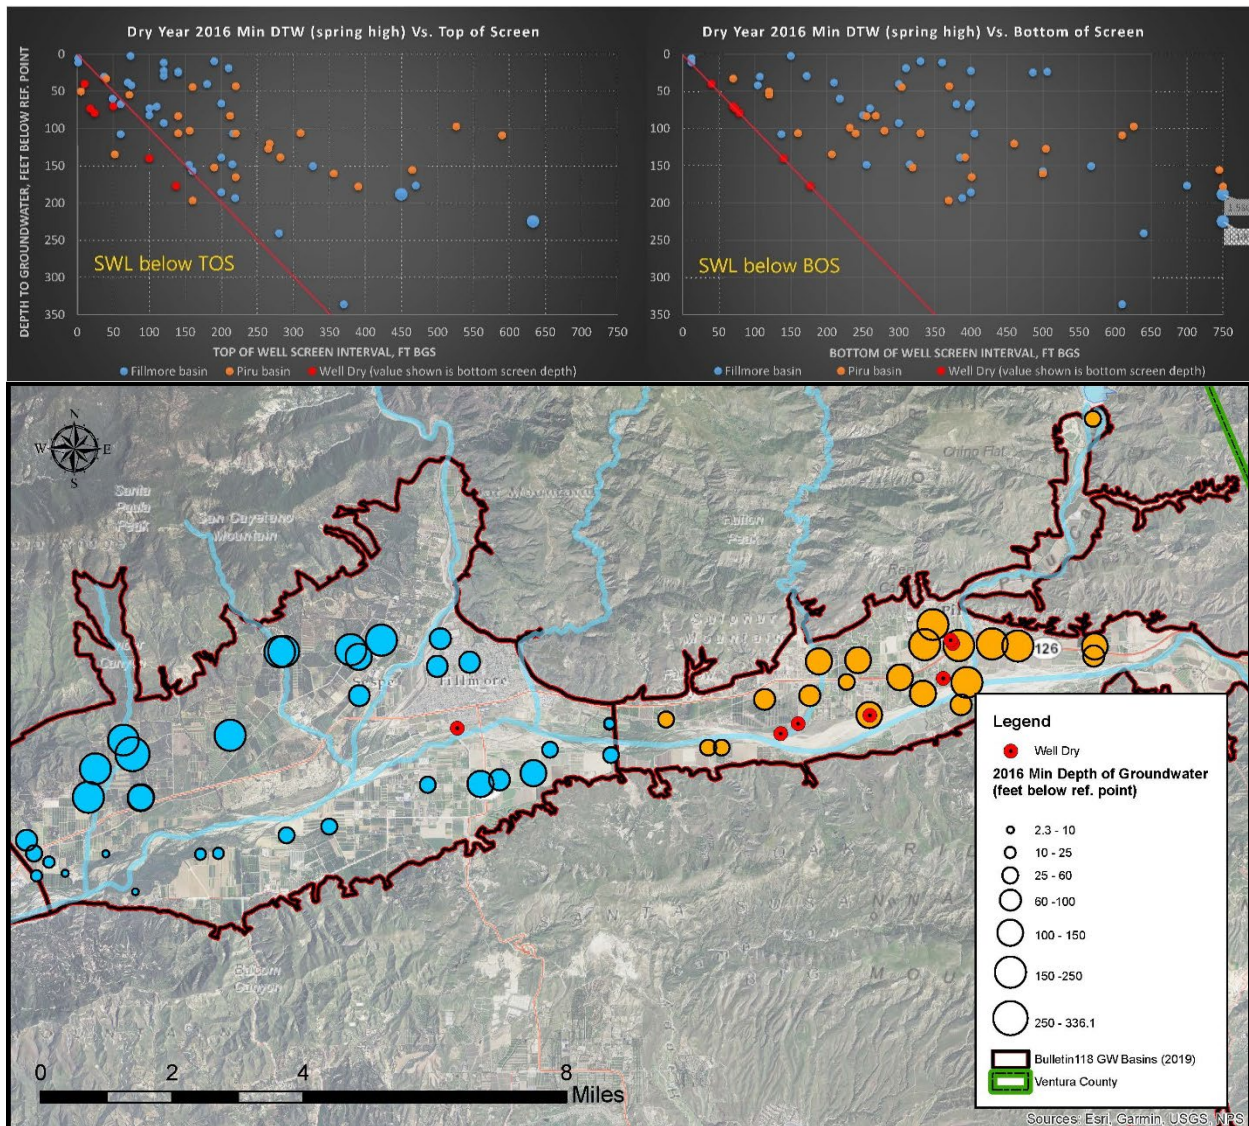 Dry Year 2016 Min DTW (spring high) Vs. Top of Screen
DEPTH TO GROUNDWATER, FEET BELOW REF. POINT
0
50
100
150
200
250
300
350
SWL below TOS
0 50 100 150 200 250 300 350 400 450 500 550 600 650 700 750
TOP OF WELL SCREEN INTERVAL, FT BGS
Fillmore basin Piru basin Well Dry (value shown is bottom screen depth)
Dry Year 2016 Min DTW (spring high) Vs. Bottom of Screen
0
50
100
150
200
250
300
350
SWL below BOS
0 50 100 150 200 250 300 350 400 450 500 550 600 650 700 750
BOTTOM OF WELL SCREEN INTERVAL, FT BGS
Fillmore basin Piru basin Well Dry (value shown is bottom screen depth)
N
W E
S
Santa
Paula
Peak
San Cayetano
Mountain
Chino Flat
Peak
Sulphur
Mountain
Canyon
Sespe
Fillmore
126
Balcom
Canyon
0 2 4 8
Miles
Legend
Well Dry
2016 Min Depth of Groundwater
(feet below ref. point)
2.3 - 10
10 - 25
25 - 60
60 -100
100 - 150
150 -250
250 - 336.1
Bulletin118 GW Basins (2019)
Ventura County
Sources: Esri, Garmin, USGS, NPS